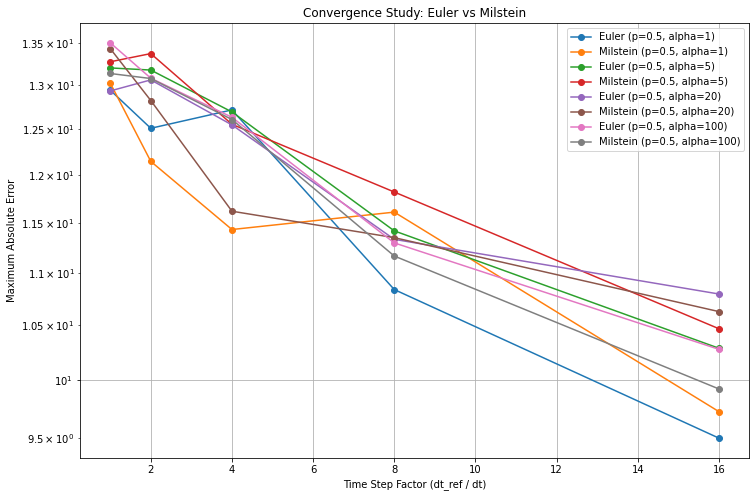 Convergence Study: Euler vs Milstein
Maximum Absolute Error
1.35 × 10¹
1.3 × 10¹
1.25 × 10¹
1.2 × 10¹
1.15 × 10¹
1.1 × 10¹
1.05 × 10¹
10¹
9.5 × 10⁰
Euler (p=0.5, alpha=1)
Milstein (p=0.5, alpha=1)
Euler (p=0.5, alpha=5)
Milstein (p=0.5, alpha=5)
Euler (p=0.5, alpha=20)
Milstein (p=0.5, alpha=20)
Euler (p=0.5, alpha=100)
Milstein (p=0.5, alpha=100)
2 4 6 8 10 12 14 16
Time Step Factor (dt_ref / dt)